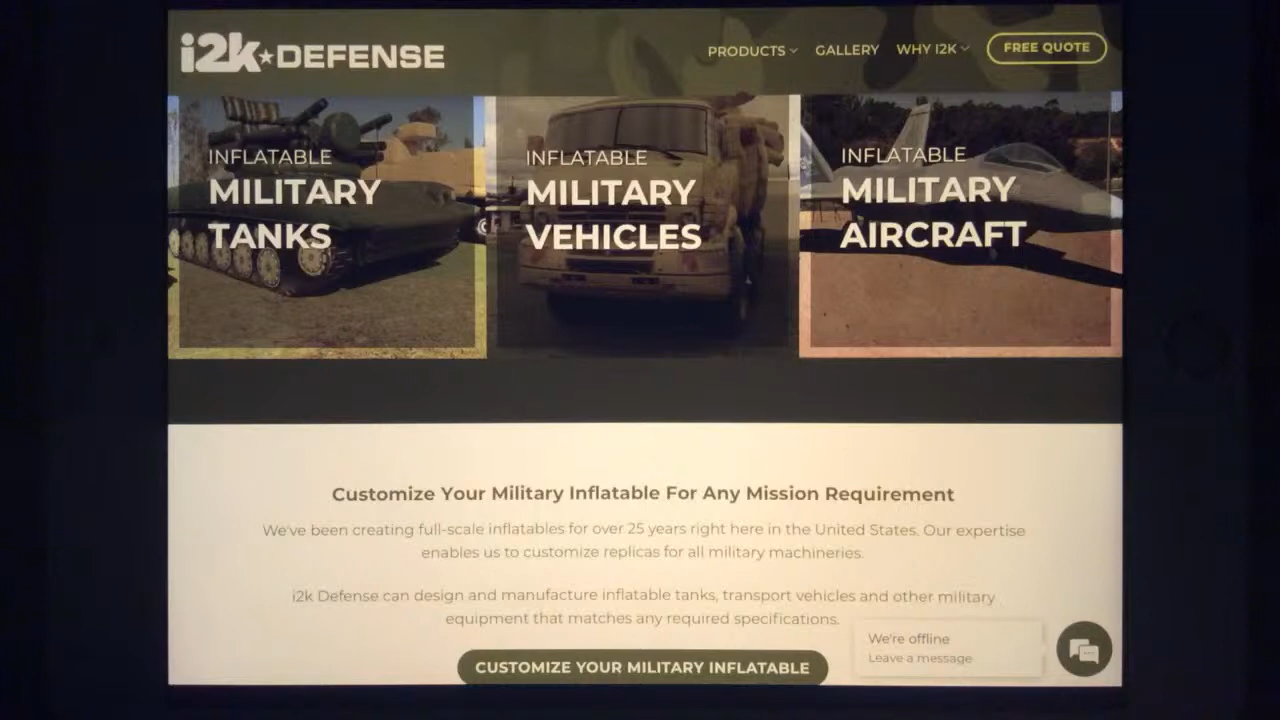 i2k★DEFENSE
PRODUCTS
GALLERY
WHY I2K
FREE QUOTE
INFLATABLE
MILITARY
TANKS
INFLATABLE
MILITARY
VEHICLES
INFLATABLE
MILITARY
AIRCRAFT
Customize Your Military Inflatable For Any Mission Requirement
We've been creating full-scale inflatables for over 25 years right here in the United States. Our expertise
enables us to customize replicas for all military machineries.
i2k Defense can design and manufacture inflatable tanks, transport vehicles and other military
equipment that matches any required specifications.
CUSTOMIZE YOUR MILITARY INFLATABLE
We're offline
Leave a message